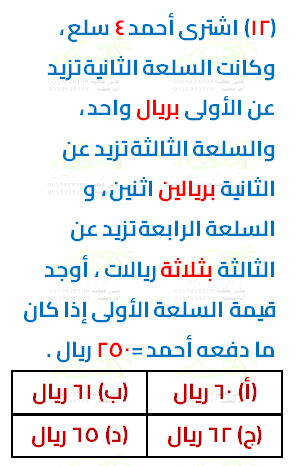 (١٢) اشترى أحمد ٤ سلع،
وكانت السلعة الثانية تزيد
عن الأولى بريال واحد،
والسلعة الثالثة تزيد عن
الثانية بريالين اثنين، و
السلعة الرابعة تزيد عن
الثالثة بثلاثة ريالات ، أوجد
قيمة السلعة الأولى إذا كان
ما دفعه أحمد =٢٥٠ ريال .
(أ) ٦٠ ريال
(ب) ٦١ ريال
(ج) ٦٢ ريال
(د) ٦٥ ريال